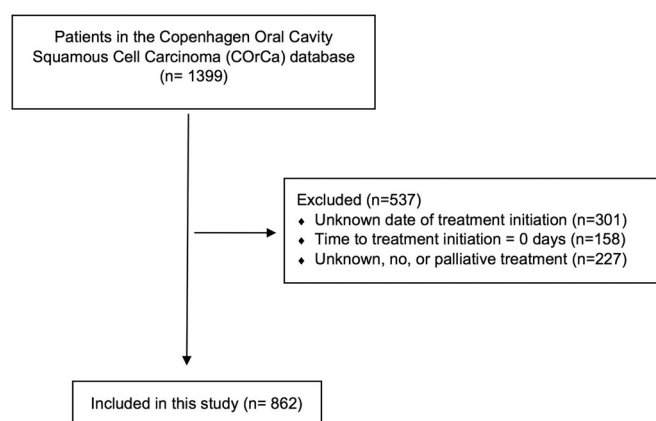 Patients in the Copenhagen Oral Cavity
Squamous Cell Carcinoma (COrCa) database
(n= 1399)
Excluded (n=537)
♦ Unknown date of treatment initiation (n=301)
♦ Time to treatment initiation = 0 days (n=158)
♦ Unknown, no, or palliative treatment (n=227)
Included in this study (n= 862)